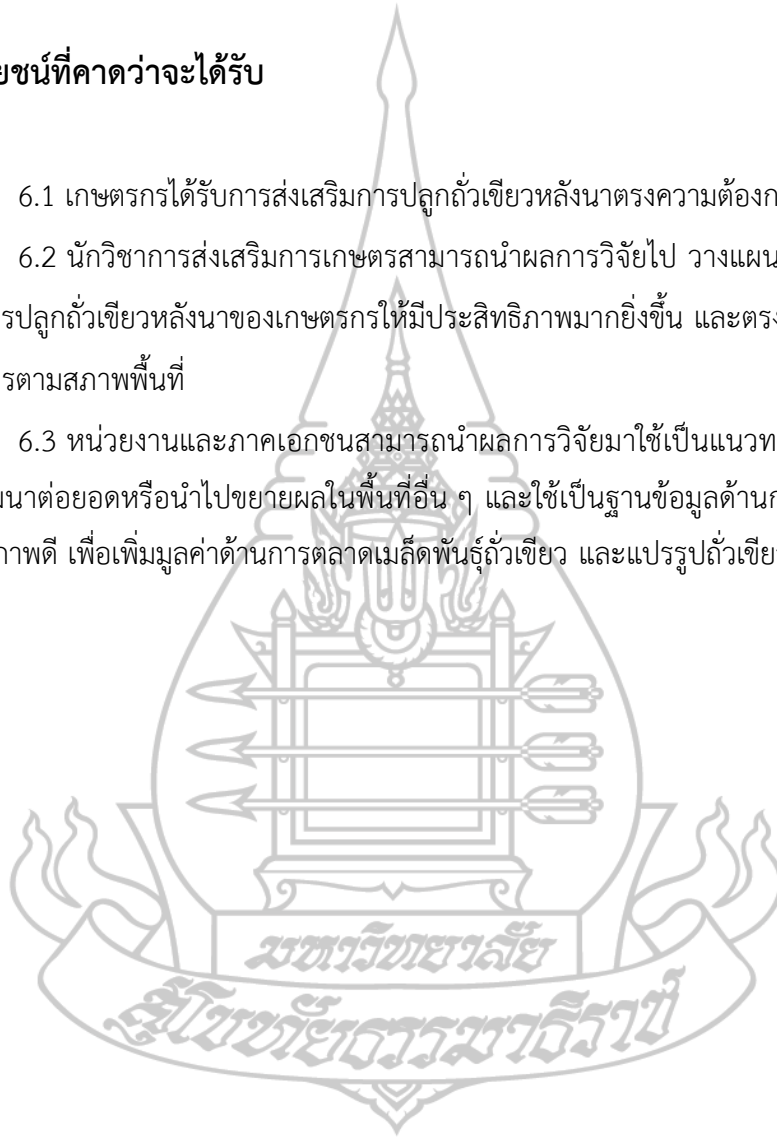 ยชน์ที่คาดว่าจะได้รับ
6.1 เกษตรกรได้รับการส่งเสริมการปลูกถั่วเขียวหลังนาตรงความต้องก
6.2 นักวิชาการส่งเสริมการเกษตรสามารถนำผลการวิจัยไป วางแผน
รปลูกถั่วเขียวหลังนาของเกษตรกรให้มีประสิทธิภาพมากยิ่งขึ้น และตรง
รตามสภาพพื้นที่
6.3 หน่วยงานและภาคเอกชนสามารถนำผลการวิจัยมาใช้เป็นแนวท
นาต่อยอดหรือนำไปขยายผลในพื้นที่อื่น ๆ และใช้เป็นฐานข้อมูลด้านก
ภาพดี เพื่อเพิ่มมูลค่าด้านการตลาดเมล็ดพันธุ์ถั่วเขียว และแปรรูปถั่วเขีย
มหาวิทยาลัย
สุโขทัยธรรมาธิราช